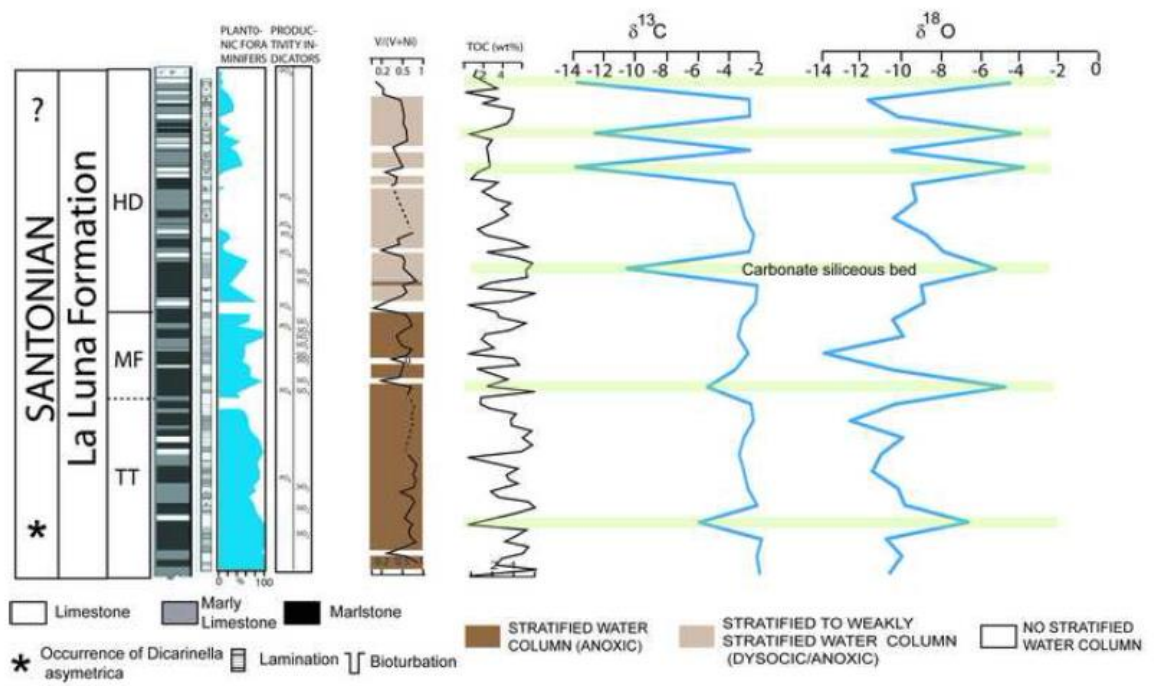 δ13C
δ18O
PLANTO-
NIC FORA
MINIFERS
PRODUC-
TIVITY IN-
DICATORS
V/(V+Ni)
0.2 0.5 1
TOC (wt%)
2 4
-14 -12 -10 -8 -6 -4 -2
-14 -12 -10 -8 -6 -4 -2 0
?
SANTONIAN
*
La Luna Formation
HD
MF
TT
Carbonate siliceous bed
0 % 100
Limestone
Marly
Limestone
Marlstone
* Occurrence of Dicarinella
asymetrica
Lamination
Bioturbation
STRATIFIED WATER
COLUMN (ANOXIC)
STRATIFIED TO WEAKLY
STRATIFIED WATER COLUMN
(DYSOCIC/ANOXIC)
NO STRATIFIED
WATER COLUMN